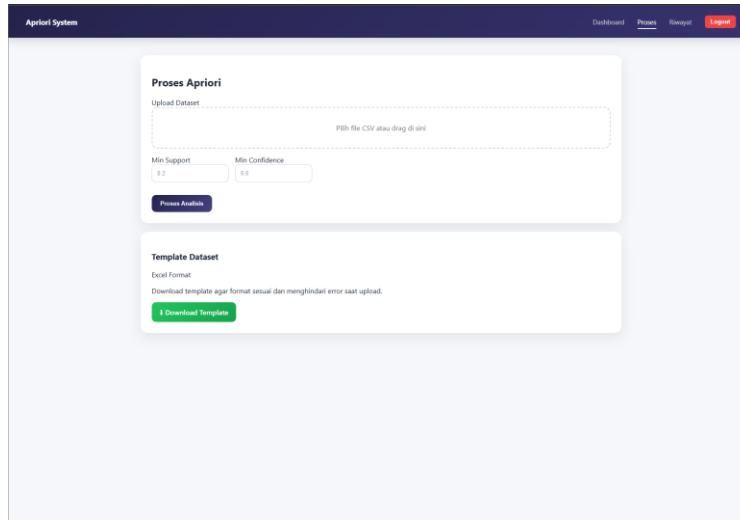 Apriori System
Dashboard Proses Riwayat Logout
Proses Apriori
Upload Dataset
Pilih file CSV atau drag di sini
Min Support Min Confidence
0.2 0.6
Proses Analisis
Template Dataset
Excel Format
Download template agar format sesuai dan menghindari error saat upload.
⬇ Download Template